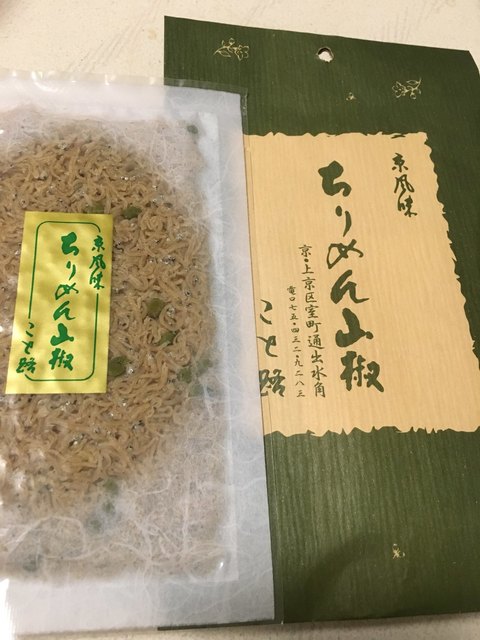 京風味
ちりめん山椒
こと路
京風味
ちりめん山椒
京・上京区室町通出水角
電〇七五・四三二・九二八三
こと路